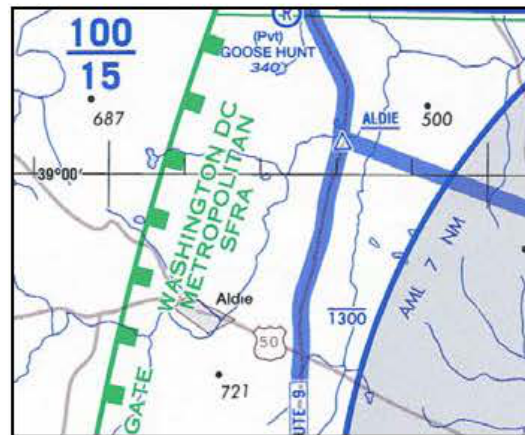 100
15
R
(Pvt)
GOOSE HUNT
340
687
ALDIE
500
39°00'
WASHINGTON DC
METROPOLITAN
SFRA
AML 7 NM
Aldie
1300
50
721
GATE
UTE 9